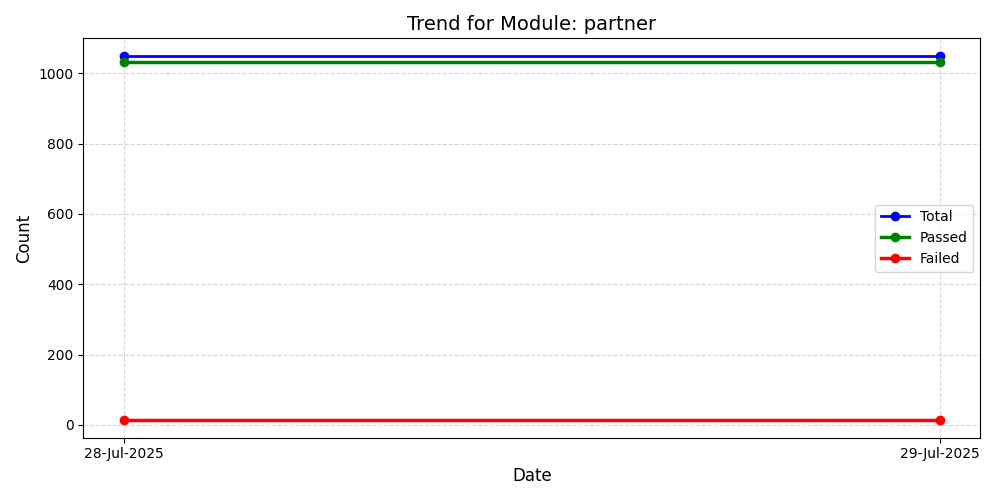 Trend for Module: partner
Count
1000
800
600
400
200
0
Total
Passed
Failed
28-Jul-2025
29-Jul-2025
Date